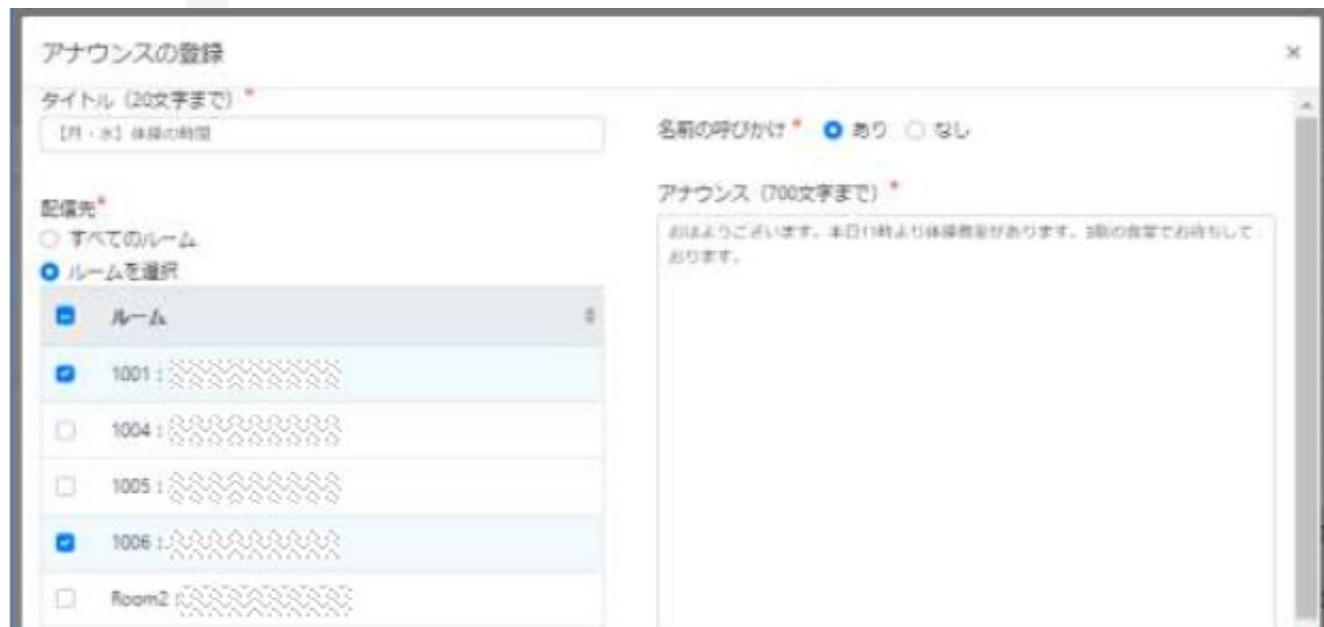 アナウンスの登録
×
タイトル（20文字まで）*
【月・水】体操の時間
配信先*
すべてのルーム
ルームを選択
ルーム
1001：
1004：
1005：
1006：
Room2：
名前の呼びかけ* あり なし
アナウンス（700文字まで）*
おはようございます。本日11時より体操教室があります。3階の食堂でお待ちして
おります。